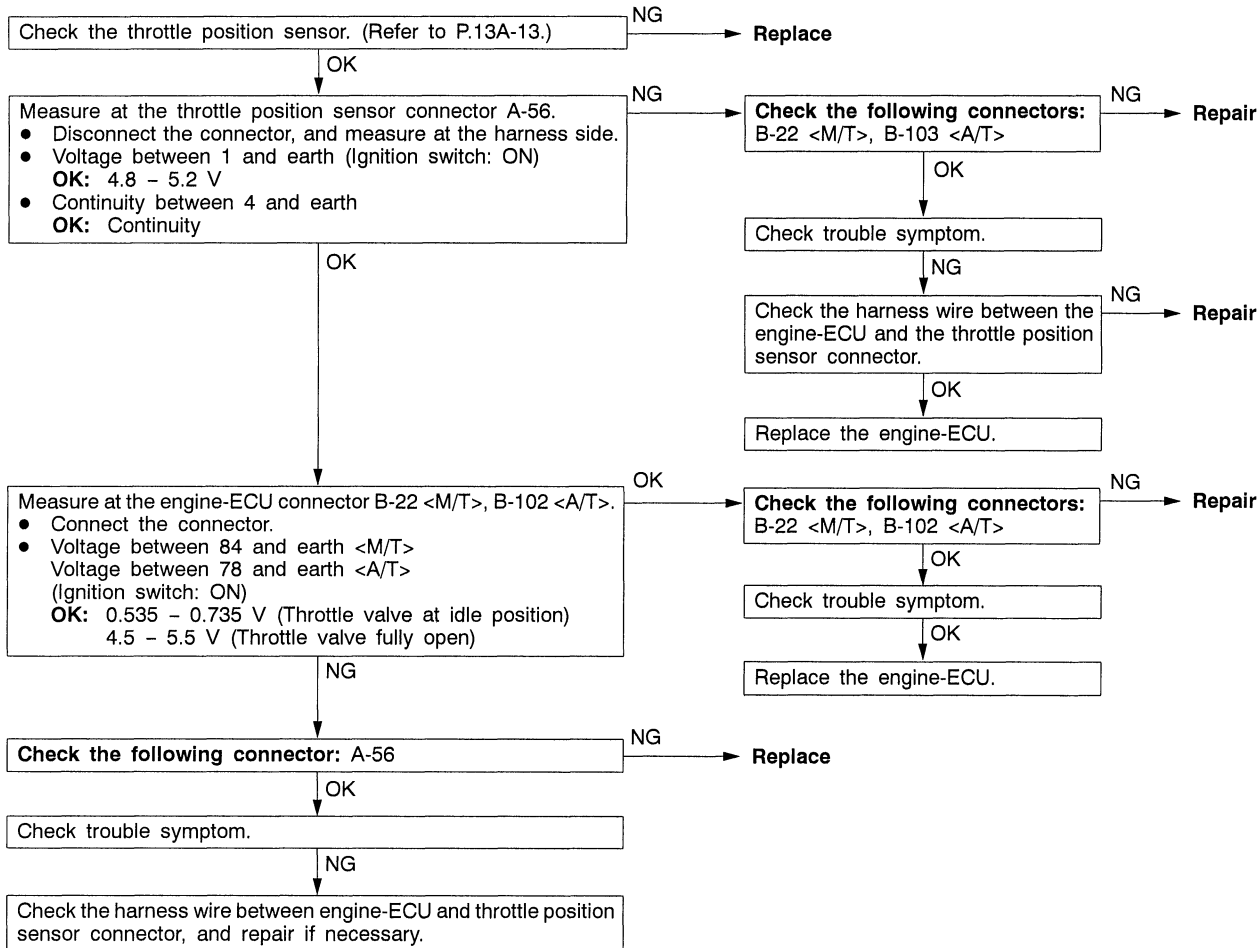 Check the throttle position sensor. (Refer to P.13A-13.)
NG
Replace
OK
Measure at the throttle position sensor connector A-56.
● Disconnect the connector, and measure at the harness side.
● Voltage between 1 and earth (Ignition switch: ON)
OK: 4.8 – 5.2 V
● Continuity between 4 and earth
OK: Continuity
NG
Check the following connectors:
B-22 <M/T>, B-103 <A/T>
NG
Repair
OK
Check trouble symptom.
NG
Check the harness wire between the
engine-ECU and the throttle position
sensor connector.
NG
Repair
OK
Replace the engine-ECU.
OK
Measure at the engine-ECU connector B-22 <M/T>, B-102 <A/T>.
● Connect the connector.
● Voltage between 84 and earth <M/T>
Voltage between 78 and earth <A/T>
(Ignition switch: ON)
OK: 0.535 – 0.735 V (Throttle valve at idle position)
4.5 – 5.5 V (Throttle valve fully open)
OK
Check the following connectors:
B-22 <M/T>, B-102 <A/T>
NG
Repair
OK
Check trouble symptom.
OK
Replace the engine-ECU.
NG
Check the following connector: A-56
NG
Replace
OK
Check trouble symptom.
NG
Check the harness wire between engine-ECU and throttle position
sensor connector, and repair if necessary.